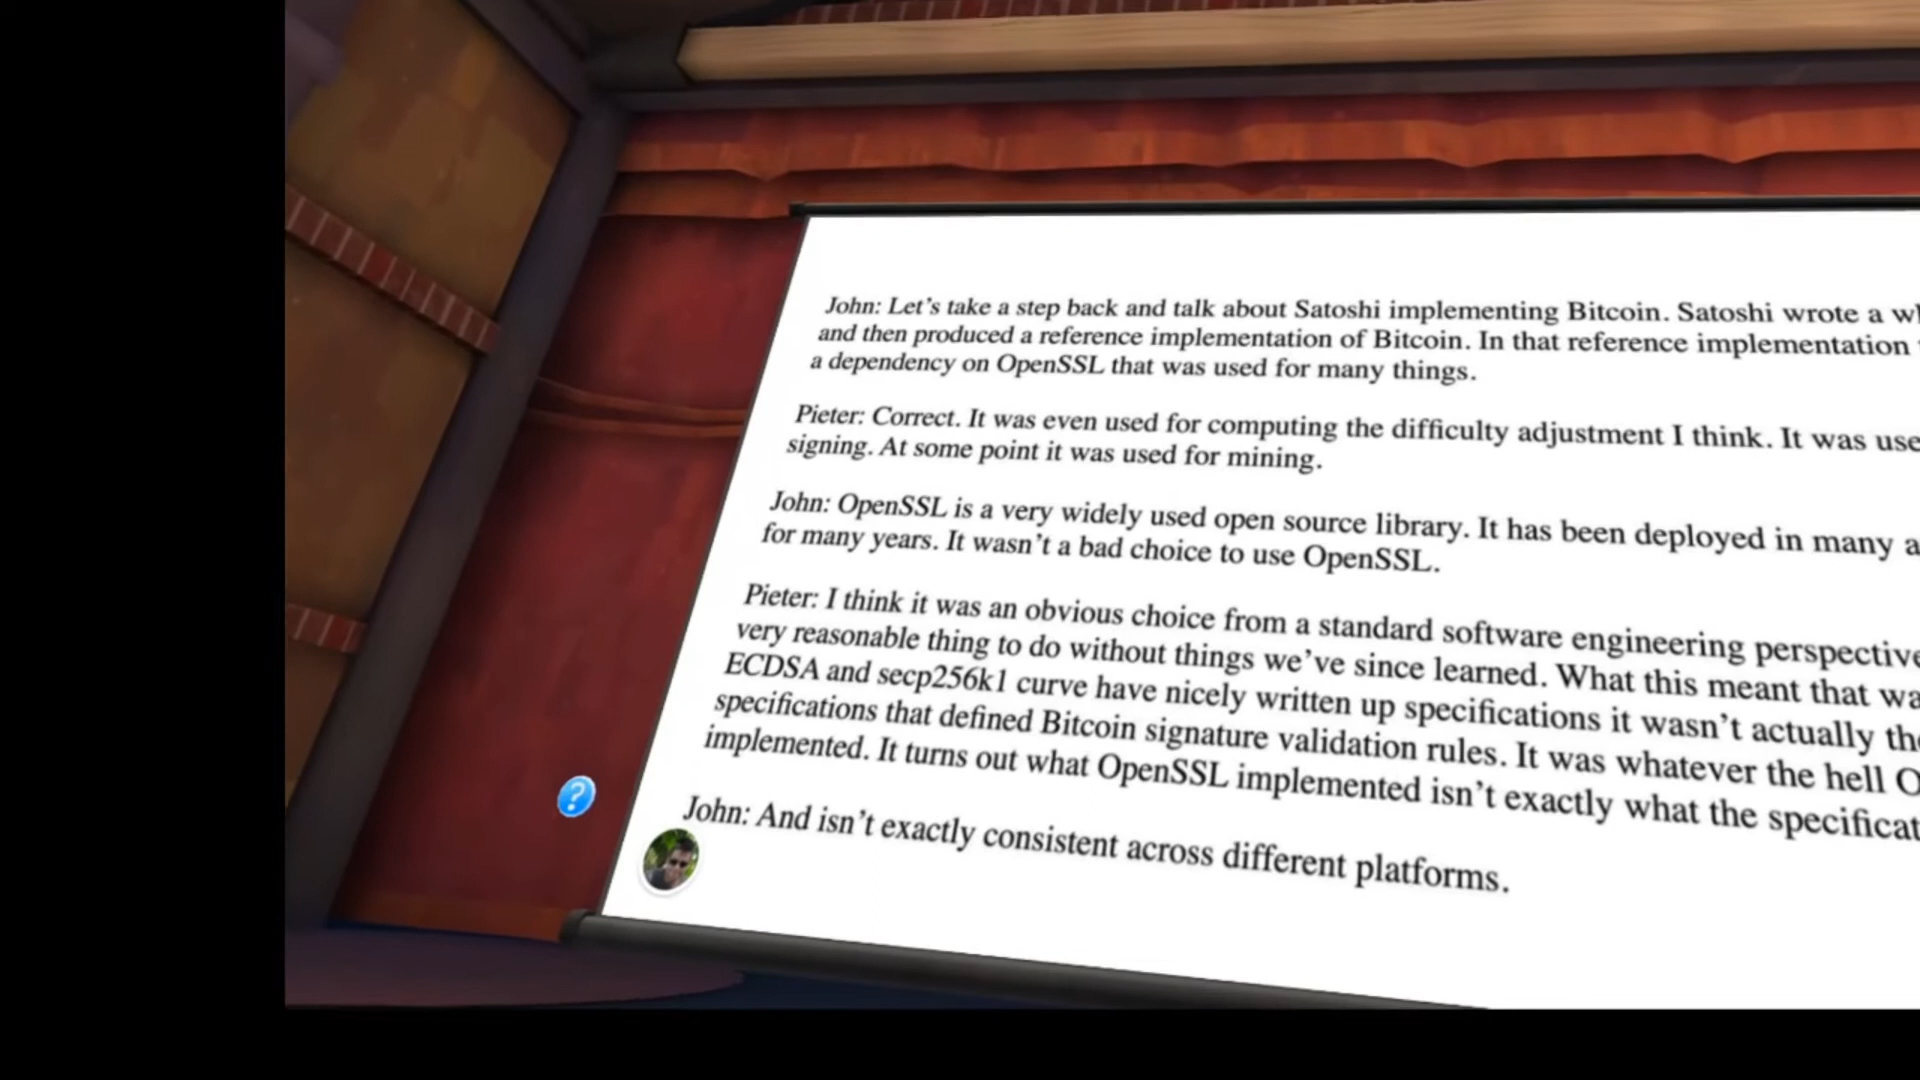 John: Let's take a step back and talk about Satoshi implementing Bitcoin. Satoshi wrote a
and then produced a reference implementation of Bitcoin. In that reference implementation
a dependency on OpenSSL that was used for many things.
Pieter: Correct. It was even used for computing the difficulty adjustment I think. It was use
signing. At some point it was used for mining.
John: OpenSSL is a very widely used open source library. It has been deployed in many a
for many years. It wasn't a bad choice to use OpenSSL.
Pieter: I think it was an obvious choice from a standard software engineering perspective
very reasonable thing to do without things we've since learned. What this meant that wa
ECDSA and secp256k1 curve have nicely written up specifications it wasn't actually the
specifications that defined Bitcoin signature validation rules. It was whatever the hell O
implemented. It turns out what OpenSSL implemented isn't exactly what the specificat
John: And isn't exactly consistent across different platforms.
?